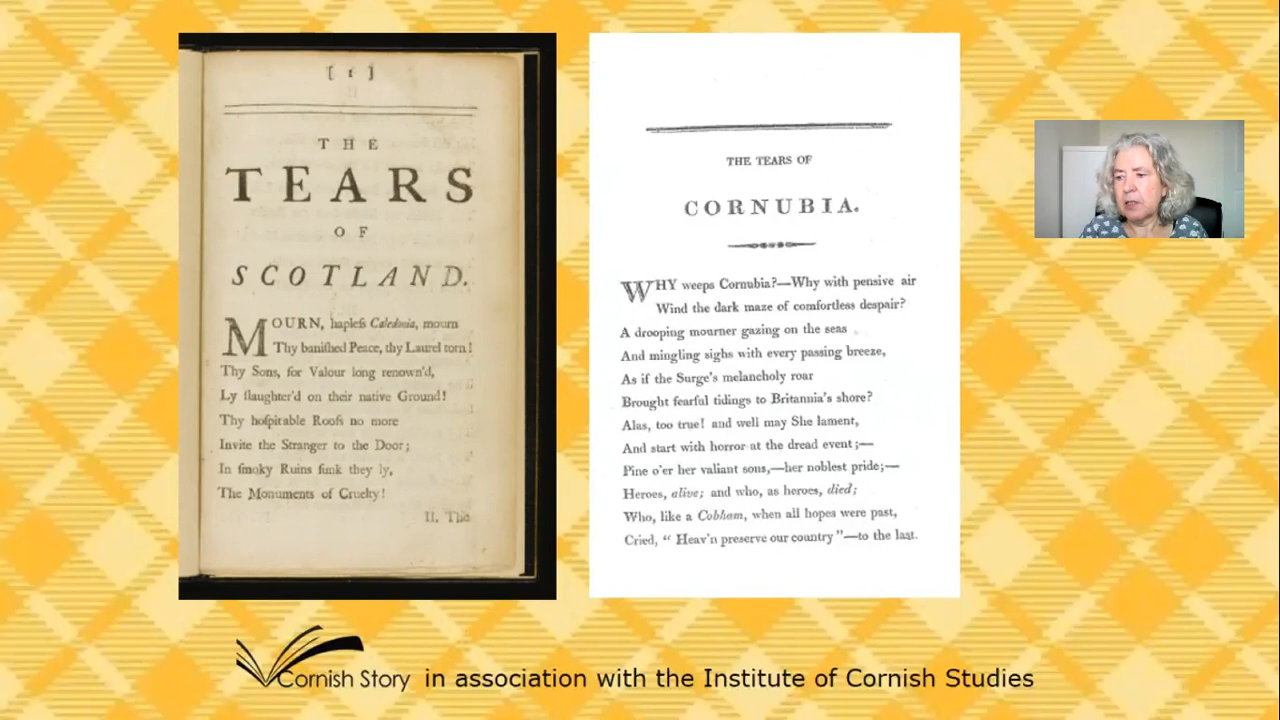 [ 1 ]
THE
TEARS
OF
SCOTLAND.
MOURN, hapleſs Caledonia, mourn
Thy baniſhed Peace, thy Laurel torn!
Thy Sons, for Valour long renown'd,
Ly ſlaughter'd on their native Ground!
Thy hoſpitable Roofs no more
Invite the Stranger to the Door;
In ſmoky Ruins ſunk they ly,
The Monuments of Cruelty!
II. The
THE TEARS OF
CORNUBIA.
WHY weeps Cornubia?—Why with pensive air
Wind the dark maze of comfortless despair?
A drooping mourner gazing on the seas
And mingling sighs with every passing breeze,
As if the Surge's melancholy roar
Brought fearful tidings to Britannia's shore?
Alas, too true! and well may She lament,
And start with horror at the dread event;—
Pine o'er her valiant sons,—her noblest pride;—
Heroes, alive; and who, as heroes, died;
Who, like a Cobham, when all hopes were past,
Cried, “ Heav'n preserve our country ”—to the last.
Cornish Story in association with the Institute of Cornish Studies